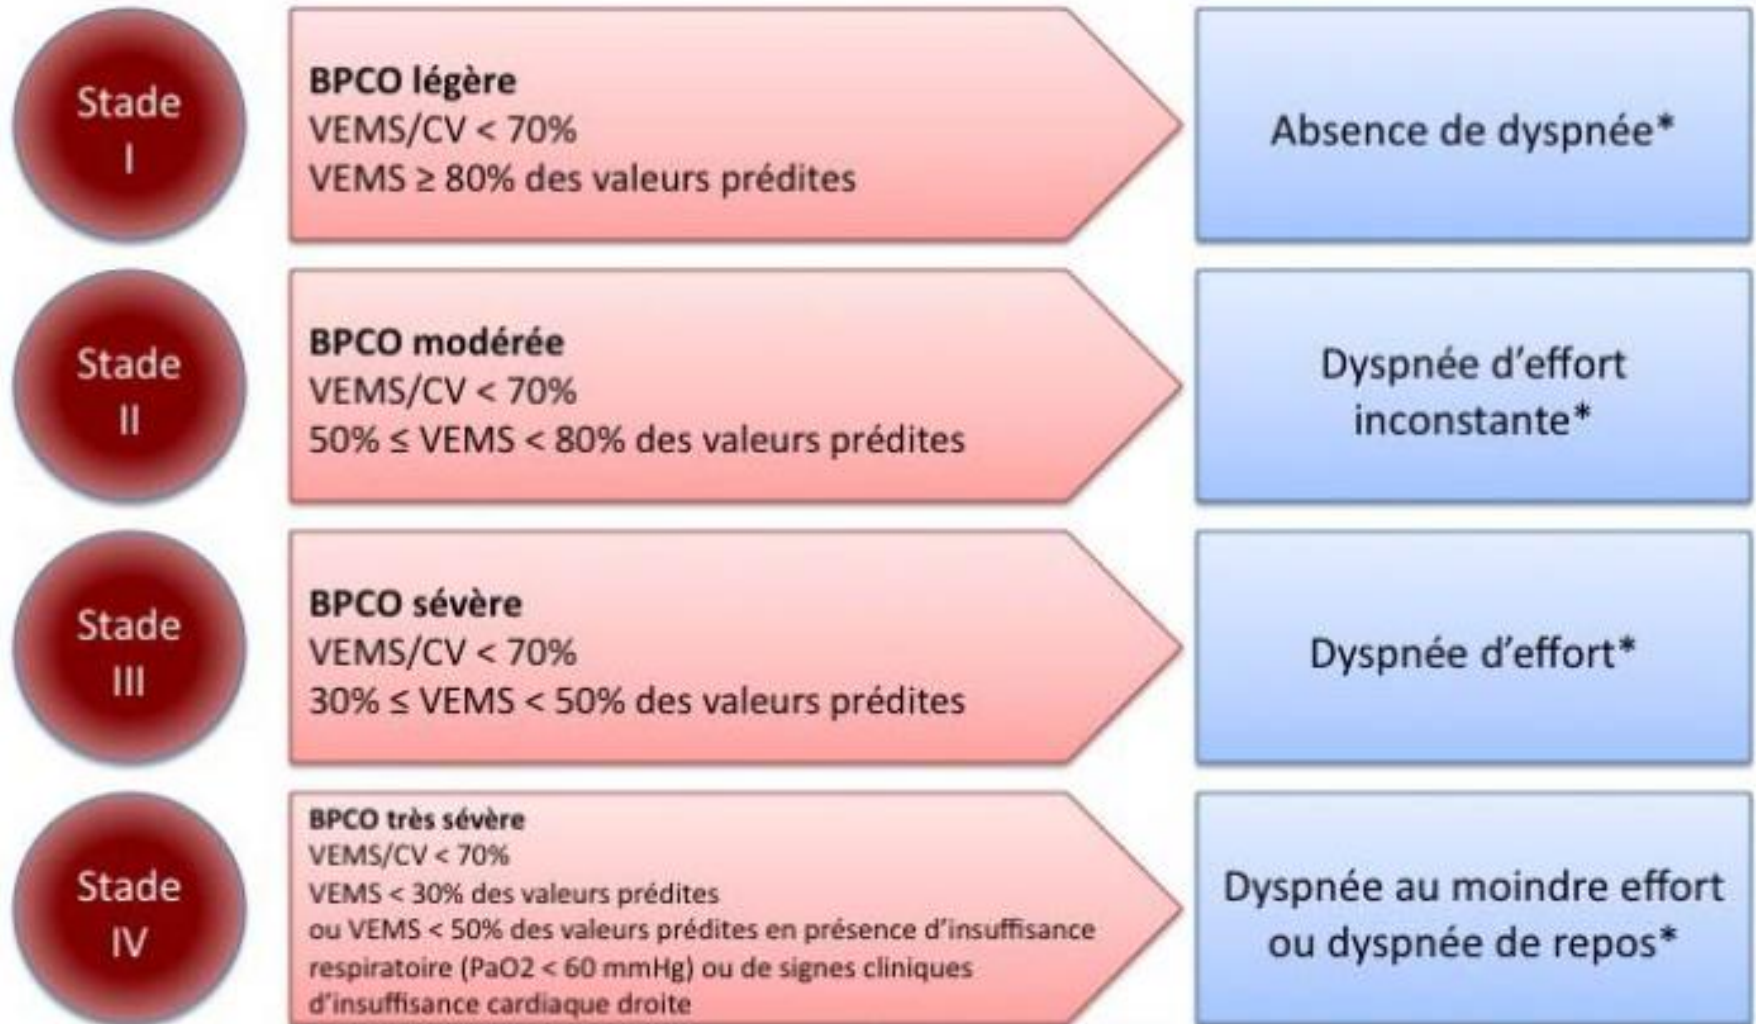 Stade
I
BPCO légère
VEMS/CV < 70%
VEMS ≥ 80% des valeurs prédites
Absence de dyspnée*
Stade
II
BPCO modérée
VEMS/CV < 70%
50% ≤ VEMS < 80% des valeurs prédites
Dyspnée d’effort
inconstante*
Stade
III
BPCO sévère
VEMS/CV < 70%
30% ≤ VEMS < 50% des valeurs prédites
Dyspnée d’effort*
Stade
IV
BPCO très sévère
VEMS/CV < 70%
VEMS < 30% des valeurs prédites
ou VEMS < 50% des valeurs prédites en présence d’insuffisance
respiratoire (PaO2 < 60 mmHg) ou de signes cliniques
d’insuffisance cardiaque droite
Dyspnée au moindre effort
ou dyspnée de repos*